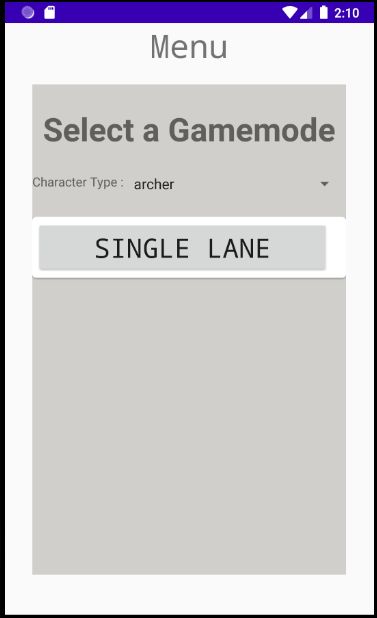 2:10
Menu
Select a Gamemode
Character Type : archer
SINGLE LANE